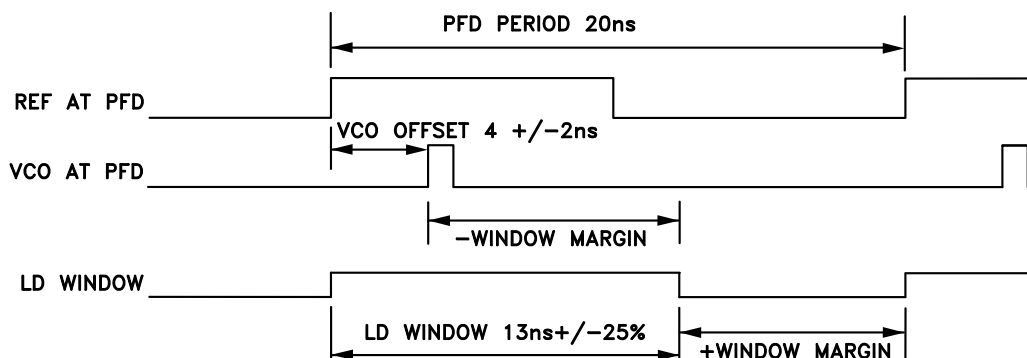 PFD PERIOD 20ns
REF AT PFD
VCO OFFSET 4 +/-2ns
VCO AT PFD
-WINDOW MARGIN
LD WINDOW
LD WINDOW 13ns+/-25%
+WINDOW MARGIN